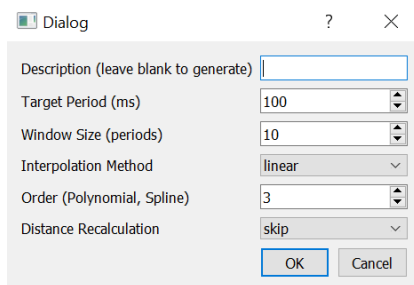 Dialog ?
Description (leave blank to generate)
Target Period (ms) 100
Window Size (periods) 10
Interpolation Method linear
Order (Polynomial, Spline) 3
Distance Recalculation skip
OK Cancel